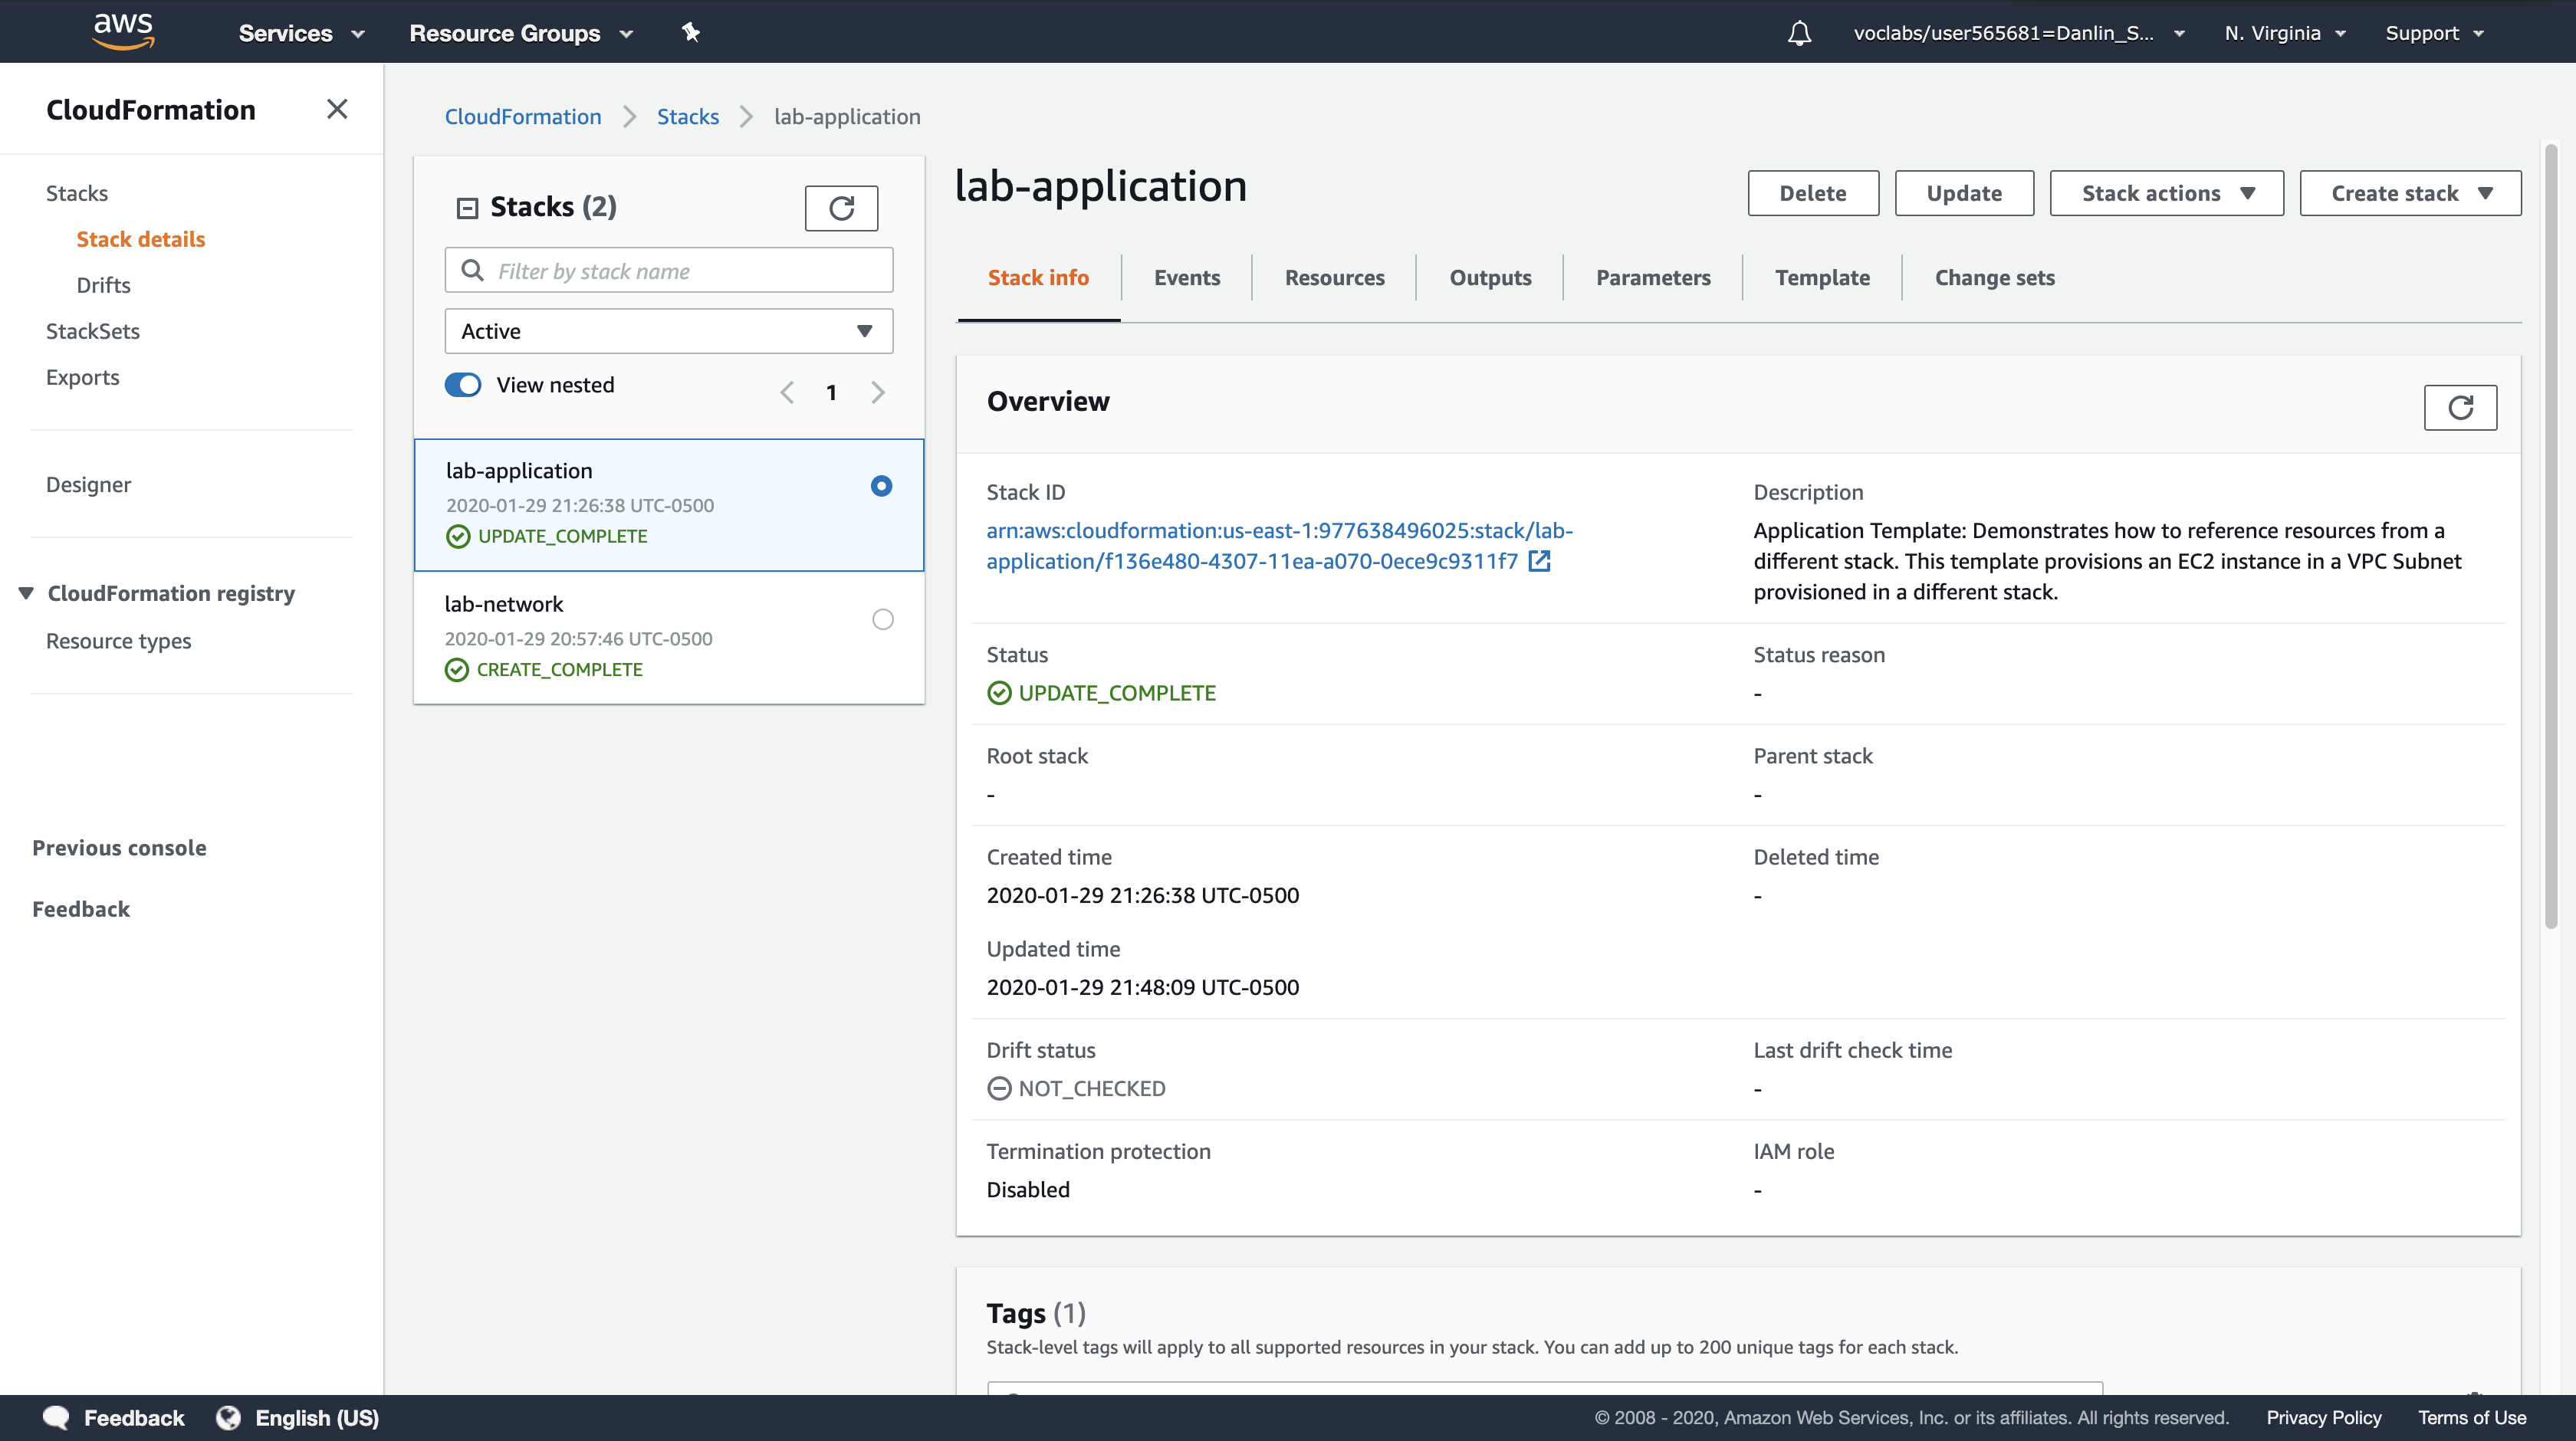 aws
Services
Resource Groups
voclabs/user565681=Danlin_S...
N. Virginia
Support
CloudFormation
Stacks
Stack details
Drifts
StackSets
Exports
Designer
CloudFormation registry
Resource types
Previous console
Feedback
CloudFormation
Stacks
lab-application
Stacks (2)
Filter by stack name
Active
View nested
1
lab-application
2020-01-29 21:26:38 UTC-0500
UPDATE_COMPLETE
lab-network
2020-01-29 20:57:46 UTC-0500
CREATE_COMPLETE
lab-application
Delete
Update
Stack actions
Create stack
Stack info
Events
Resources
Outputs
Parameters
Template
Change sets
Overview
Stack ID
arn:aws:cloudformation:us-east-1:977638496025:stack/lab-
application/f136e480-4307-11ea-a070-0ece9c9311f7
Description
Application Template: Demonstrates how to reference resources from a
different stack. This template provisions an EC2 instance in a VPC Subnet
provisioned in a different stack.
Status
UPDATE_COMPLETE
Status reason
-
Root stack
-
Parent stack
-
Created time
2020-01-29 21:26:38 UTC-0500
Deleted time
-
Updated time
2020-01-29 21:48:09 UTC-0500
Drift status
NOT_CHECKED
Last drift check time
-
Termination protection
Disabled
IAM role
-
Tags (1)
Stack-level tags will apply to all supported resources in your stack. You can add up to 200 unique tags for each stack.
Feedback
English (US)
© 2008 - 2020, Amazon Web Services, Inc. or its affiliates. All rights reserved.
Privacy Policy
Terms of Use